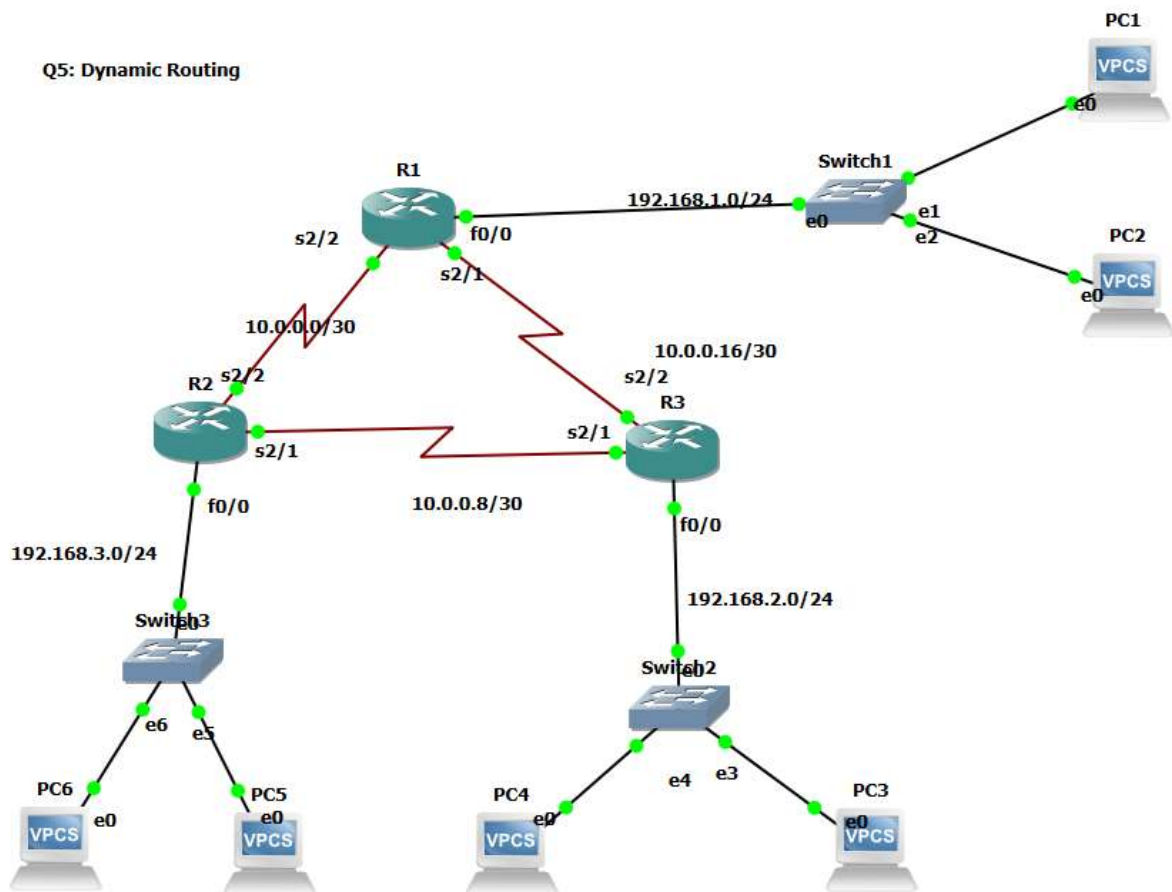 PC1
Q5: Dynamic Routing
VPCS
e0
Switch1
R1
192.168.1.0/24
e0
e1
e2
PC2
s2/2
f0/0
s2/1
VPCS
e0
10.0.0.0/30
10.0.0.16/30
s2/2
s2/2
R2
R3
s2/1
s2/1
10.0.0.8/30
f0/0
f0/0
192.168.3.0/24
192.168.2.0/24
Switch3
e0
Switch2
e0
e6
e5
e4
e3
PC6
PC5
PC4
PC3
e0
e0
e0
e0
VPCS
VPCS
VPCS
VPCS